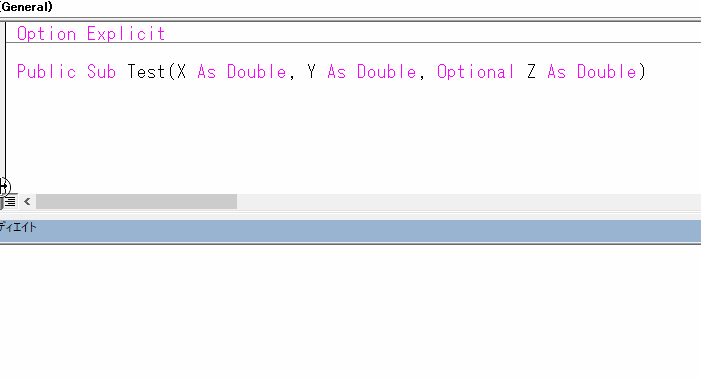 (General)
Option Explicit
Public Sub Test(X As Double, Y As Double, Optional Z As Double)
ディエイト